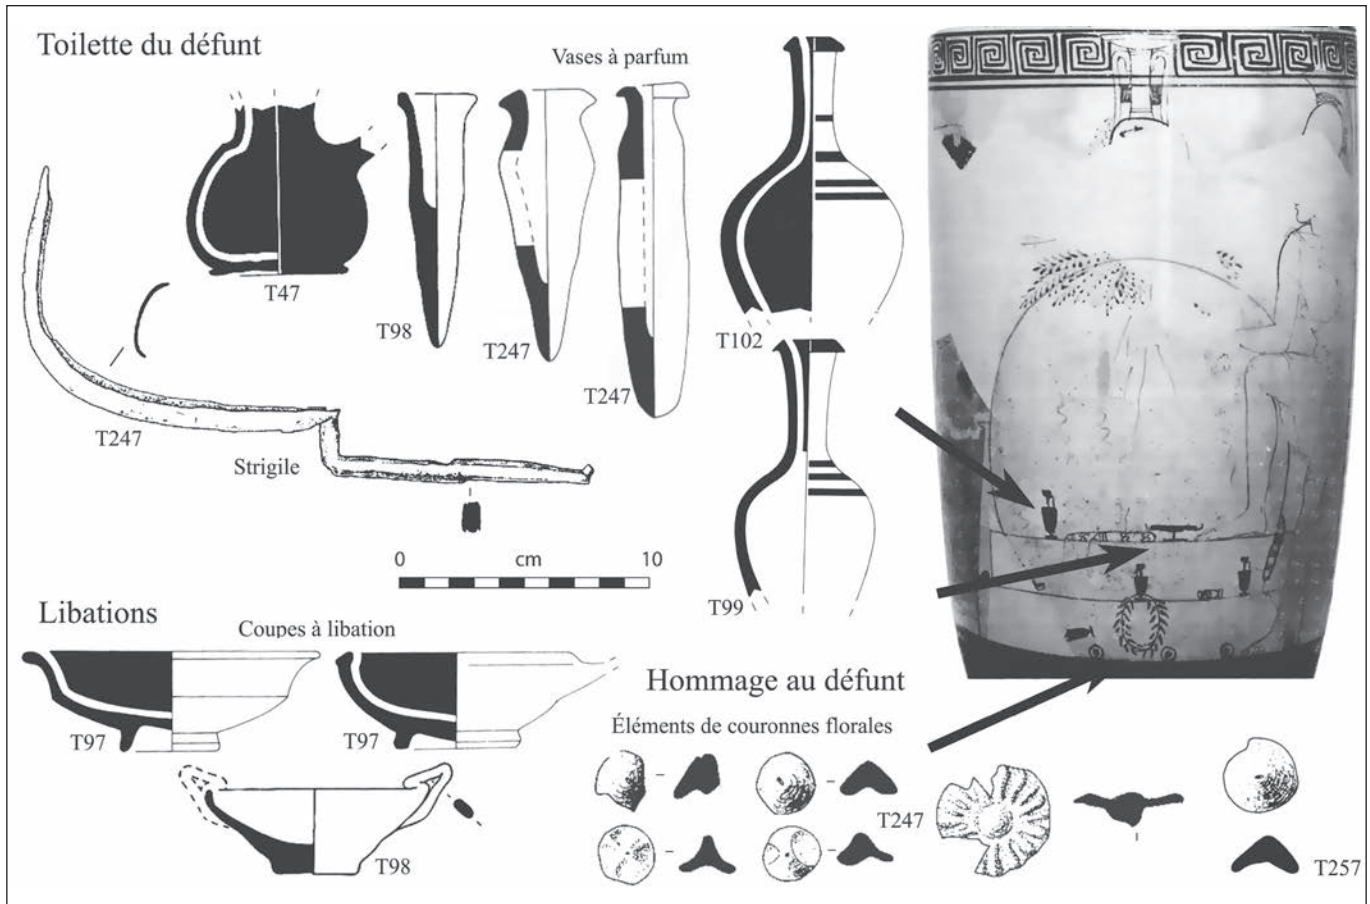 Toilette du défunt
Vases à parfum
T47
T98
T247
T247
T102
T247
Strigile
T99
0 cm 10
Libations
Coupes à libation
T97
T97
T98
Hommage au défunt
Éléments de couronnes florales
T247
T257